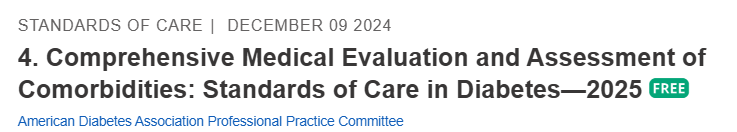 STANDARDS OF CARE | DECEMBER 09 2024
4. Comprehensive Medical Evaluation and Assessment of
Comorbidities: Standards of Care in Diabetes—2025 FREE
American Diabetes Association Professional Practice Committee